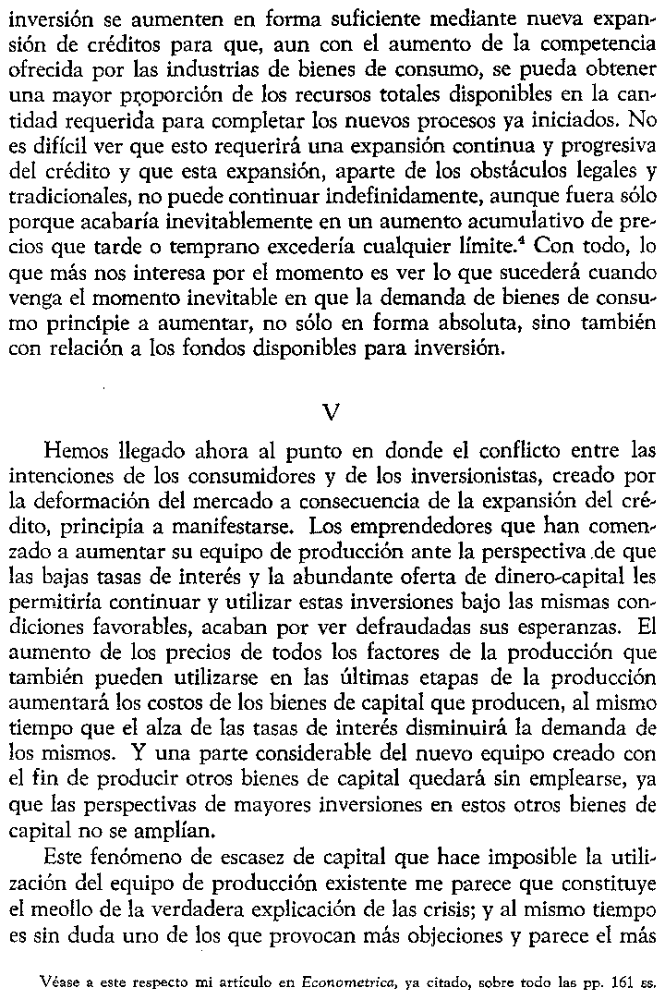 inversión se aumenten en forma suficiente mediante nueva expan-
sión de créditos para que, aun con el aumento de la competencia
ofrecida por las industrias de bienes de consumo, se pueda obtener
una mayor proporción de los recursos totales disponibles en la can-
tidad requerida para completar los nuevos procesos ya iniciados. No
es difícil ver que esto requerirá una expansión continua y progresiva
del crédito y que esta expansión, aparte de los obstáculos legales y
tradicionales, no puede continuar indefinidamente, aunque fuera sólo
porque acabaría inevitablemente en un aumento acumulativo de pre-
cios que tarde o temprano excedería cualquier límite.⁴ Con todo, lo
que más nos interesa por el momento es ver lo que sucederá cuando
venga el momento inevitable en que la demanda de bienes de consu-
mo principie a aumentar, no sólo en forma absoluta, sino también
con relación a los fondos disponibles para inversión.
V
Hemos llegado ahora al punto en donde el conflicto entre las
intenciones de los consumidores y de los inversionistas, creado por
la deformación del mercado a consecuencia de la expansión del cré-
dito, principia a manifestarse. Los emprendedores que han comen-
zado a aumentar su equipo de producción ante la perspectiva de que
las bajas tasas de interés y la abundante oferta de dinero-capital les
permitiría continuar y utilizar estas inversiones bajo las mismas con-
diciones favorables, acaban por ver defraudadas sus esperanzas. El
aumento de los precios de todos los factores de la producción que
también pueden utilizarse en las últimas etapas de la producción
aumentará los costos de los bienes de capital que producen, al mismo
tiempo que el alza de las tasas de interés disminuirá la demanda de
los mismos. Y una parte considerable del nuevo equipo creado con
el fin de producir otros bienes de capital quedará sin emplearse, ya
que las perspectivas de mayores inversiones en estos otros bienes de
capital no se amplían.
Este fenómeno de escasez de capital que hace imposible la utili-
zación del equipo de producción existente me parece que constituye
el meollo de la verdadera explicación de las crisis; y al mismo tiempo
es sin duda uno de los que provocan más objeciones y parece el más
Véase a este respecto mi artículo en Econometrica, ya citado, sobre todo las pp. 161 ss.